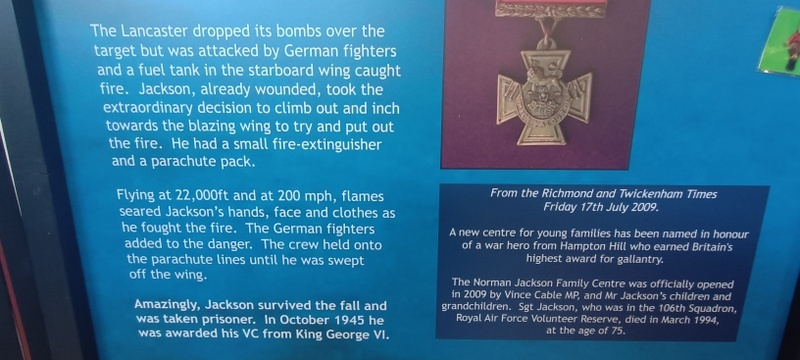 The Lancaster dropped its bombs over the
target but was attacked by German fighters
and a fuel tank in the starboard wing caught
fire. Jackson, already wounded, took the
extraordinary decision to climb out and inch
towards the blazing wing to try and put out
the fire. He had a small fire-extinguisher
and a parachute pack.
Flying at 22,000ft and at 200 mph, flames
seared Jackson's hands, face and clothes as
he fought the fire. The German fighters
added to the danger. The crew held onto
the parachute lines until he was swept
off the wing.
Amazingly, Jackson survived the fall and
was taken prisoner. In October 1945 he
was awarded his VC from King George VI.
From the Richmond and Twickenham Times
Friday 17th July 2009.
A new centre for young families has been named in honour
of a war hero from Hampton Hill who earned Britain's
highest award for gallantry.
The Norman Jackson Family Centre was officially opened
in 2009 by Vince Cable MP, and Mr Jackson's children and
grandchildren. Sgt Jackson, who was in the 106th Squadron,
Royal Air Force Volunteer Reserve, died in March 1994,
at the age of 75.